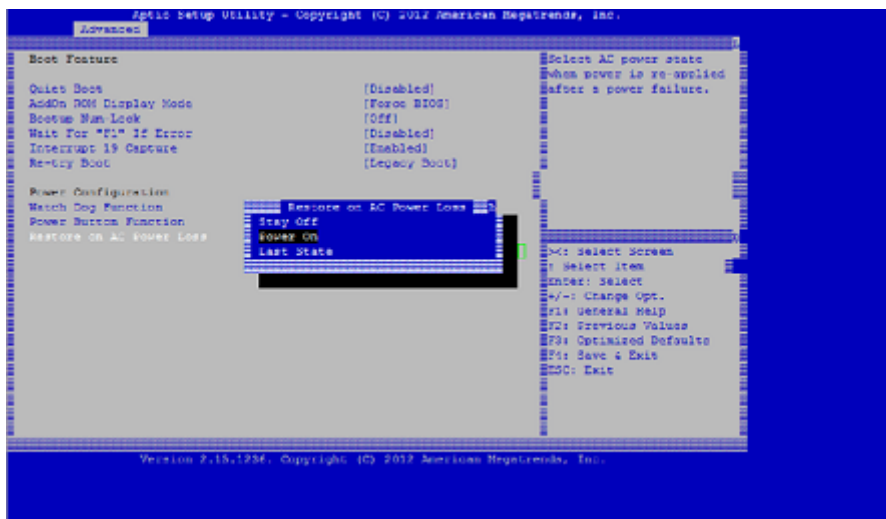 Aptio Setup Utility - Copyright (C) 2012 American Megatrends, Inc.
Advanced
Boot Feature
Quiet Boot [Disabled]
AddOn ROM Display Mode [Force BIOS]
Bootup Num-Lock [Off]
Wait For "F1" If Error [Disabled]
Interrupt 19 Capture [Enabled]
Re-try Boot [Legacy Boot]
Power Configuration
Watch Dog Function
Power Button Function
Restore on AC Power Loss
Restore on AC Power Loss
Stay Off
Power On
Last State
Select AC power state
when power is re-applied
after a power failure.
><: Select Screen
: Select Item
Enter: Select
+/-: Change Opt.
F1: General Help
F2: Previous Values
F3: Optimized Defaults
F4: Save & Exit
ESC: Exit
Version 2.15.1236. Copyright (C) 2012 American Megatrends, Inc.